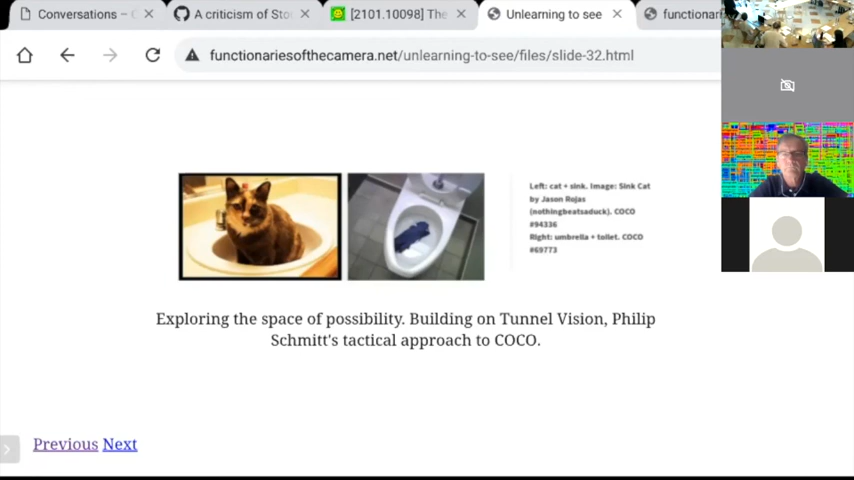 Conversations –
A criticism of Sto
[2101.10098] The
Unlearning to see
functionar
functionariesofthecamera.net/unlearning-to-see/files/slide-32.html
Left: cat + sink. Image: Sink Cat
by Jason Rojas
(nothingbeatsaduck). COCO
#94336
Right: umbrella + toilet. COCO
#69773
Exploring the space of possibility. Building on Tunnel Vision, Philip
Schmitt's tactical approach to COCO.
Previous Next